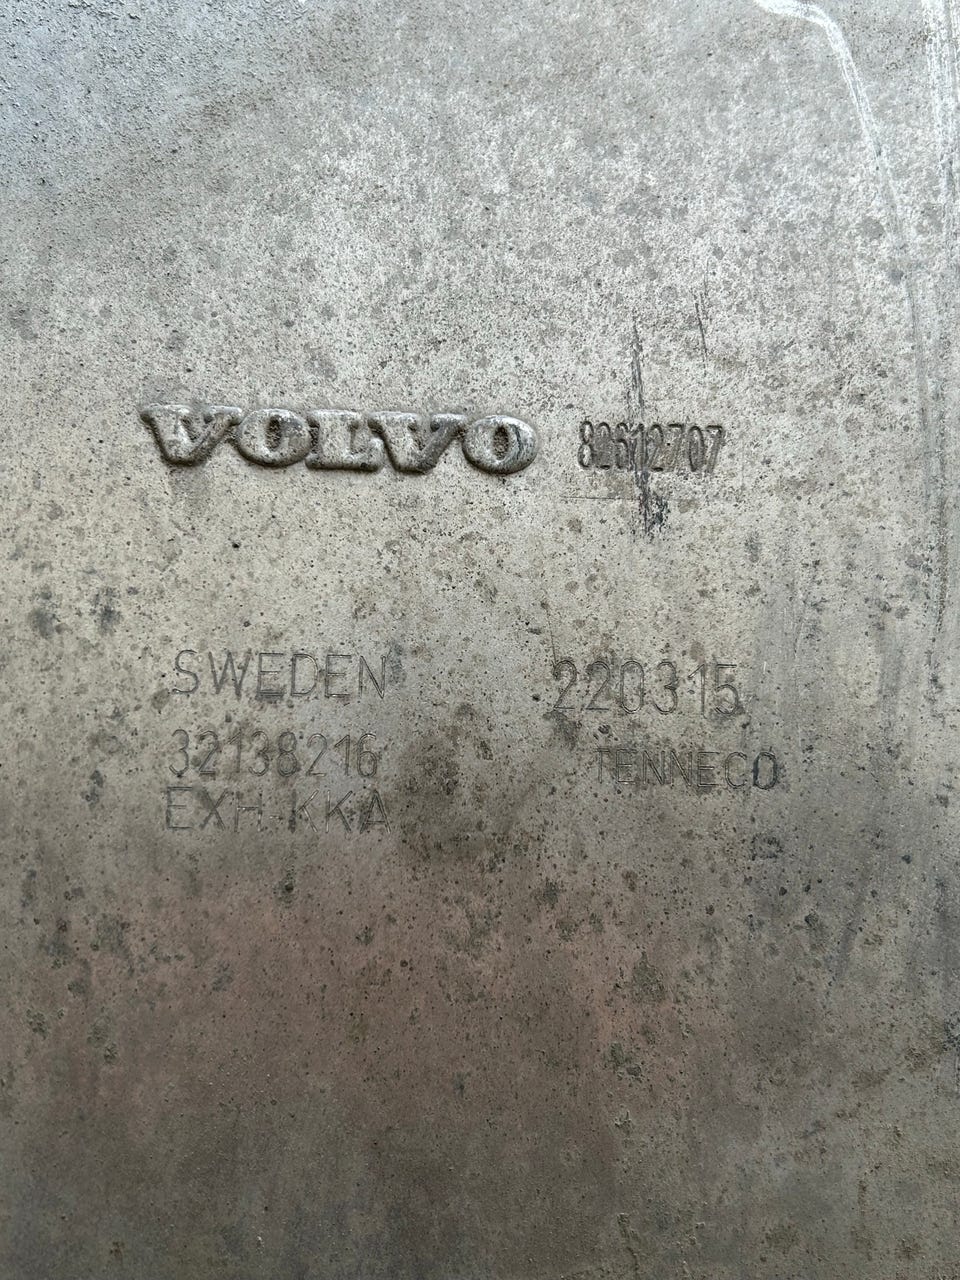 VOLVO 82612707
SWEDEN 220315
32138216 TENNECO
EXH-KKA